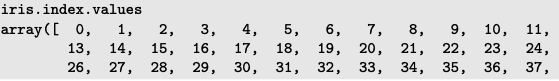 iris.index.values
array([  0,   1,   2,   3,   4,   5,   6,   7,   8,   9,  10,  11,
        13,  14,  15,  16,  17,  18,  19,  20,  21,  22,  23,  24,
        26,  27,  28,  29,  30,  31,  32,  33,  34,  35,  36,  37,